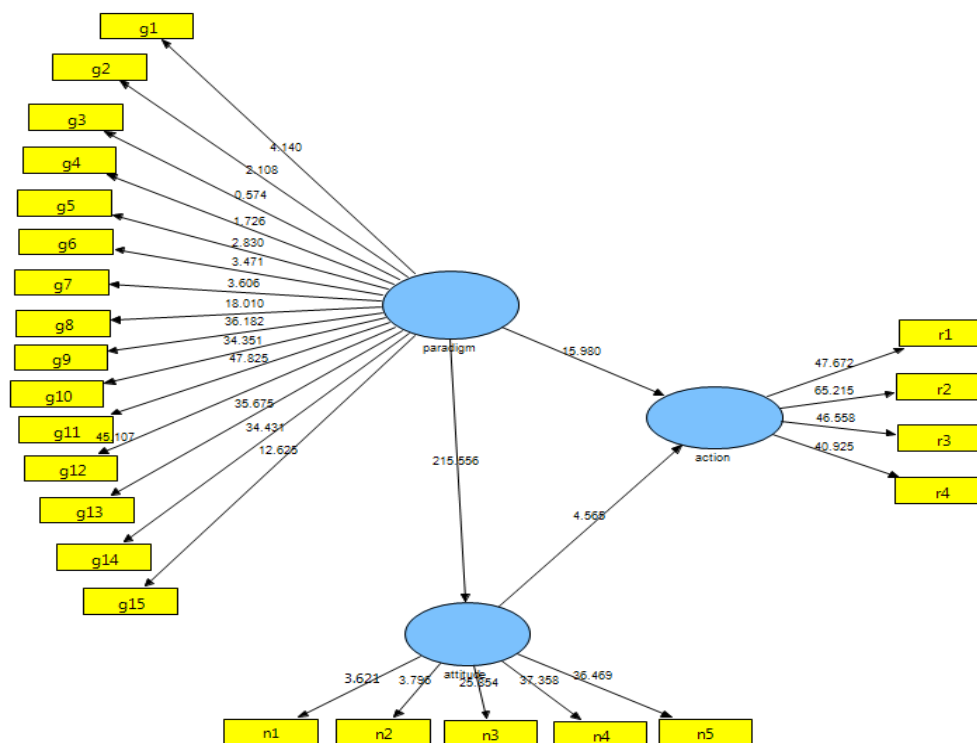 g1
g2
g3
g4
g5
g6
g7
g8
g9
g10
g11
g12
g13
g14
g15
4.140
2.108
0.574
1.726
2.830
3.471
3.606
18.010
36.182
34.351
47.825
45.107
35.675
34.431
12.625
paradigm
15.980
215.556
4.565
action
47.672
65.215
46.558
40.925
r1
r2
r3
r4
attitude
3.621
3.796
37.358
36.469
n1
n2
n3
n4
n5